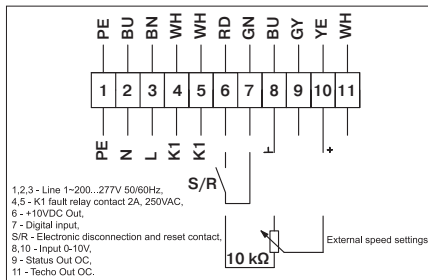 PE BU BN WH WH RD GN BU GY YE WH
1 2 3 4 5 6 7 8 9 10 11
PE N L K1 K1 ⊥ +
S/R
1,2,3 - Line 1~200...277V 50/60Hz,
4,5 - K1 fault relay contact 2A, 250VAC,
6 - +10VDC Out,
7 - Digital input,
S/R - Electronic disconnection and reset contact,
8,10 - Input 0-10V,
9 - Status Out OC,
11 - Techo Out OC.
10 kΩ
External speed settings